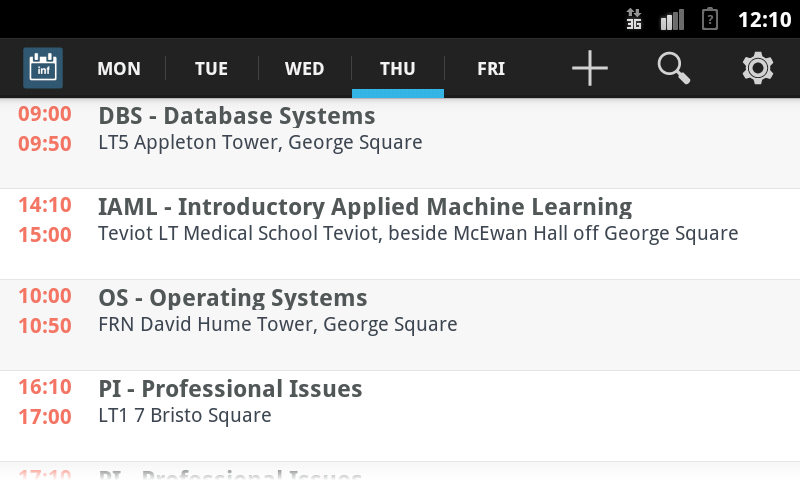 3G ? 12:10
inf MON TUE WED THU FRI
09:00 DBS - Database Systems
09:50 LT5 Appleton Tower, George Square
14:10 IAML - Introductory Applied Machine Learning
15:00 Teviot LT Medical School Teviot, beside McEwan Hall off George Square
10:00 OS - Operating Systems
10:50 FRN David Hume Tower, George Square
16:10 PI - Professional Issues
17:00 LT1 7 Bristo Square
17:10 PI - Professional Issues